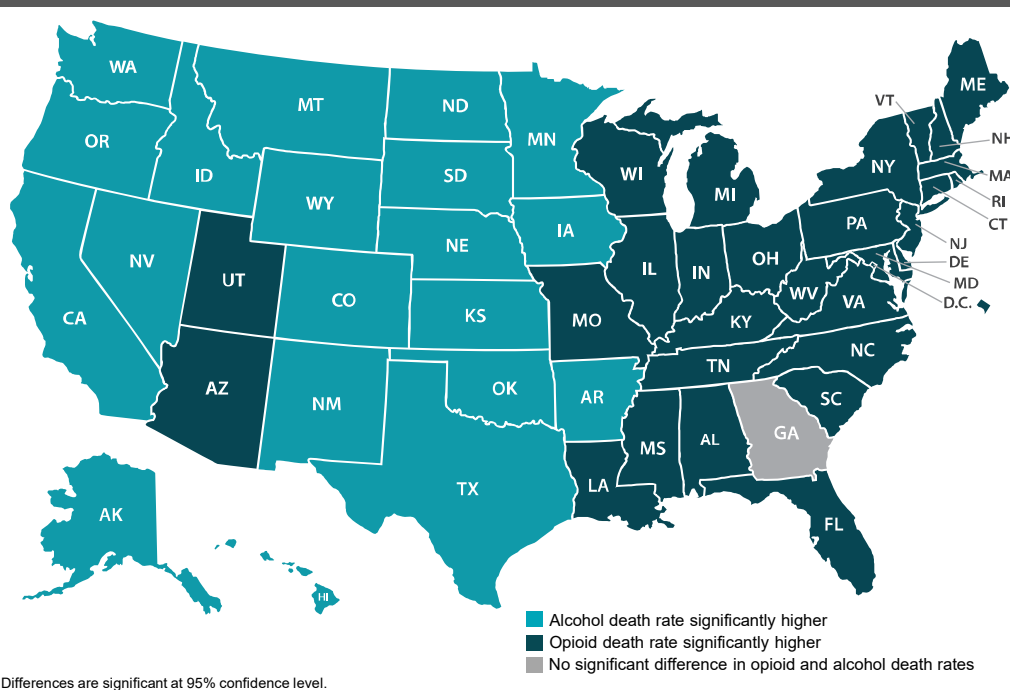 WA
MT
ND
MN
OR
ID
SD
WY
WI
MI
ME
VT
NH
NY
MA
RI
CT
NV
UT
CO
NE
IA
IL
IN
OH
PA
NJ
DE
MD
D.C.
WV
VA
CA
KS
MO
KY
AZ
NM
OK
AR
TN
NC
SC
TX
LA
MS
AL
GA
FL
AK
HI
Alcohol death rate significantly higher
Opioid death rate significantly higher
No significant difference in opioid and alcohol death rates
Differences are significant at 95% confidence level.